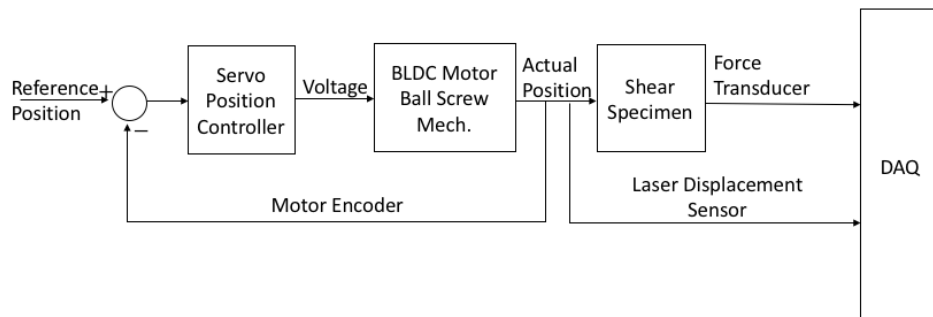 Reference
Position
+
−
Servo
Position
Controller
Voltage
BLDC Motor
Ball Screw
Mech.
Actual
Position
Shear
Specimen
Force
Transducer
DAQ
Motor Encoder
Laser Displacement
Sensor